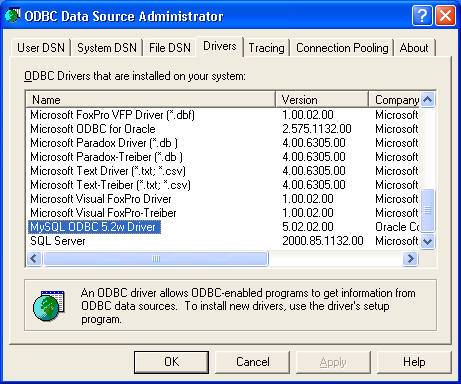 ODBC Data Source Administrator
User DSN System DSN File DSN Drivers Tracing Connection Pooling About
ODBC Drivers that are installed on your system:
Name Version Company
Microsoft FoxPro VFP Driver (*.dbf) 1.00.02.00 Microsoft
Microsoft ODBC for Oracle 2.575.1132.00 Microsoft
Microsoft Paradox Driver (*.db ) 4.00.6305.00 Microsoft
Microsoft Paradox-Treiber (*.db ) 4.00.6305.00 Microsoft
Microsoft Text Driver (*.txt; *.csv) 4.00.6305.00 Microsoft
Microsoft Text-Treiber (*.txt; *.csv) 4.00.6305.00 Microsoft
Microsoft Visual FoxPro Driver 1.00.02.00 Microsoft
Microsoft Visual FoxPro-Treiber 1.00.02.00 Microsoft
MySQL ODBC 5.2w Driver 5.02.02.00 Oracle Co
SQL Server 2000.85.1132.00 Microsoft
An ODBC driver allows ODBC-enabled programs to get information from
ODBC data sources. To install new drivers, use the driver's setup
program.
OK Cancel Apply Help